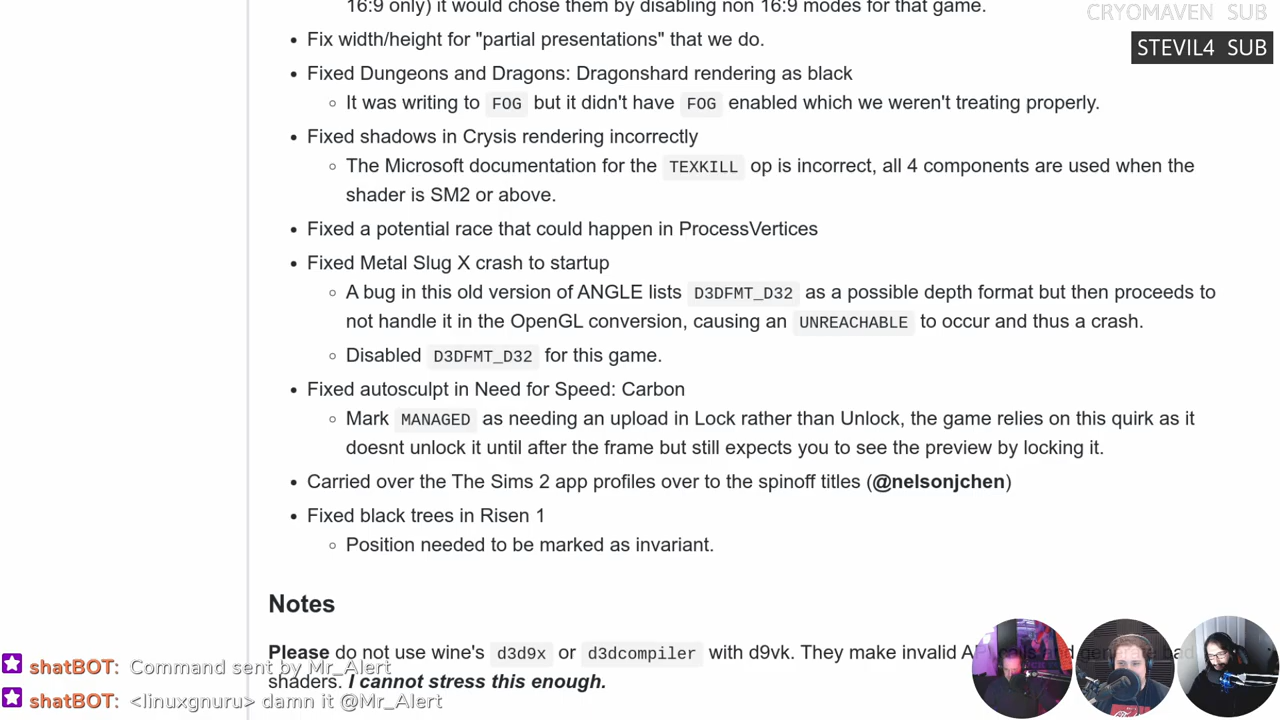 CRYOMAVEN SUB
STEVIL4 SUB
16:9 only) it would chose them by disabling non 16:9 modes for that game.
• Fix width/height for "partial presentations" that we do.
• Fixed Dungeons and Dragons: Dragonshard rendering as black
◦ It was writing to FOG but it didn't have FOG enabled which we weren't treating properly.
• Fixed shadows in Crysis rendering incorrectly
◦ The Microsoft documentation for the TEXKILL op is incorrect, all 4 components are used when the
shader is SM2 or above.
• Fixed a potential race that could happen in ProcessVertices
• Fixed Metal Slug X crash to startup
◦ A bug in this old version of ANGLE lists D3DFMT_D32 as a possible depth format but then proceeds to
not handle it in the OpenGL conversion, causing an UNREACHABLE to occur and thus a crash.
◦ Disabled D3DFMT_D32 for this game.
• Fixed autosculpt in Need for Speed: Carbon
◦ Mark MANAGED as needing an upload in Lock rather than Unlock, the game relies on this quirk as it
doesnt unlock it until after the frame but still expects you to see the preview by locking it.
• Carried over the The Sims 2 app profiles over to the spinoff titles (@nelsonjchen)
• Fixed black trees in Risen 1
◦ Position needed to be marked as invariant.
Notes
Please do not use wine's d3d9x or d3dcompiler with d9vk. They make invalid API calls and generate bad
shaders. I cannot stress this enough.
shatBOT: Command sent by Mr_Alert
shatBOT: <linuxgnuru> damn it @Mr_Alert